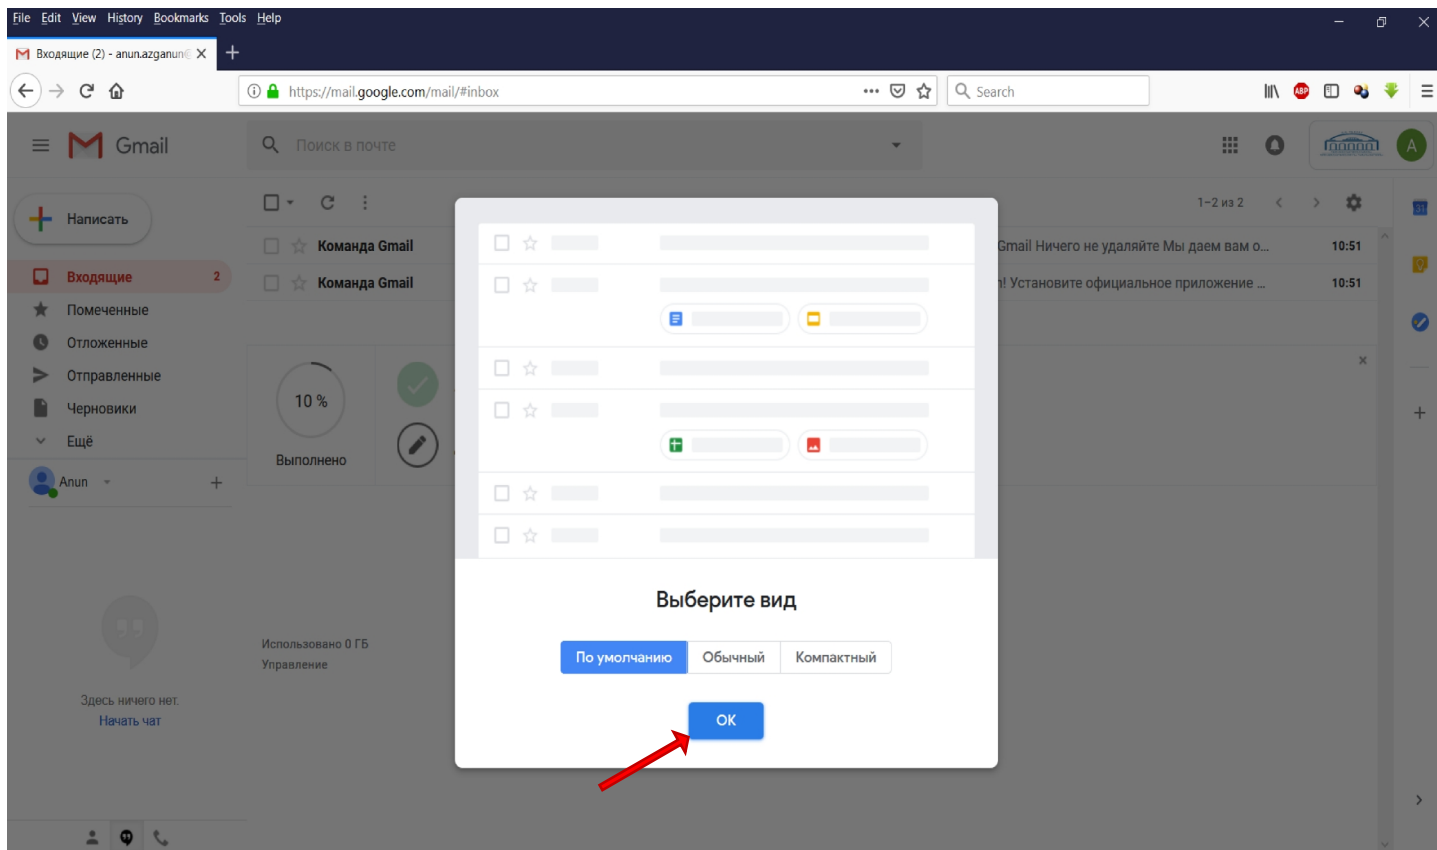 File Edit View History Bookmarks Tools Help
Входящие (2) - anun.azganun@
https://mail.google.com/mail/#inbox
Search
Gmail
Поиск в почте
A
Написать
1–2 из 2
31
Команда Gmail
Gmail Ничего не удаляйте Мы даем вам о... 10:51
Входящие 2
Команда Gmail
! Установите официальное приложение ... 10:51
Помеченные
Отложенные
Отправленные
10 %
Черновики
Ещё
Выполнено
Anun
Выберите вид
Использовано 0 ГБ
Управление
По умолчанию Обычный Компактный
Здесь ничего нет.
Начать чат
ОК